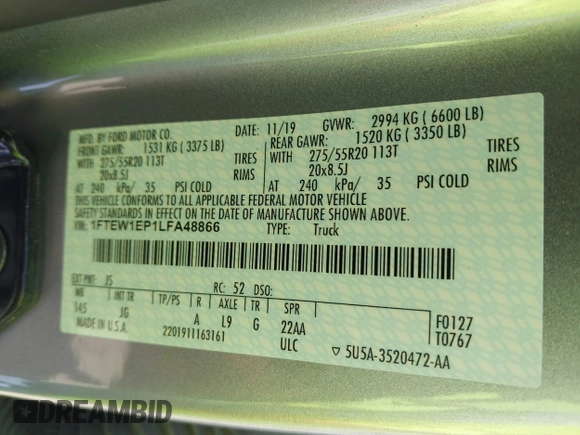 MFD. BY FORD MOTOR CO.
DATE: 11/19 GVWR: 2994 KG ( 6600 LB)
FRONT GAWR: 1531 KG ( 3375 LB) REAR GAWR: 1520 KG ( 3350 LB)
WITH 275/55R20 113T TIRES WITH 275/55R20 113T TIRES
20x8.5J RIMS 20x8.5J RIMS
AT 240 kPa/ 35 PSI COLD AT 240 kPa/ 35 PSI COLD
THIS VEHICLE CONFORMS TO ALL APPLICABLE FEDERAL MOTOR VEHICLE
SAFETY STANDARDS IN EFFECT ON THE DATE OF MANUFACTURE SHOWN ABOVE.
VIN: 1FTEW1EP1LFA48866 TYPE: Truck
EXT PNT: JS RC: 52 DSO:
WB INT TR TP/PS R AXLE TR SPR
145 JG A L9 G 22AA
F0127
T0767
MADE IN U.S.A. 2201911163161 ULC ▽ 5U5A-3520472-AA
DREAMBID